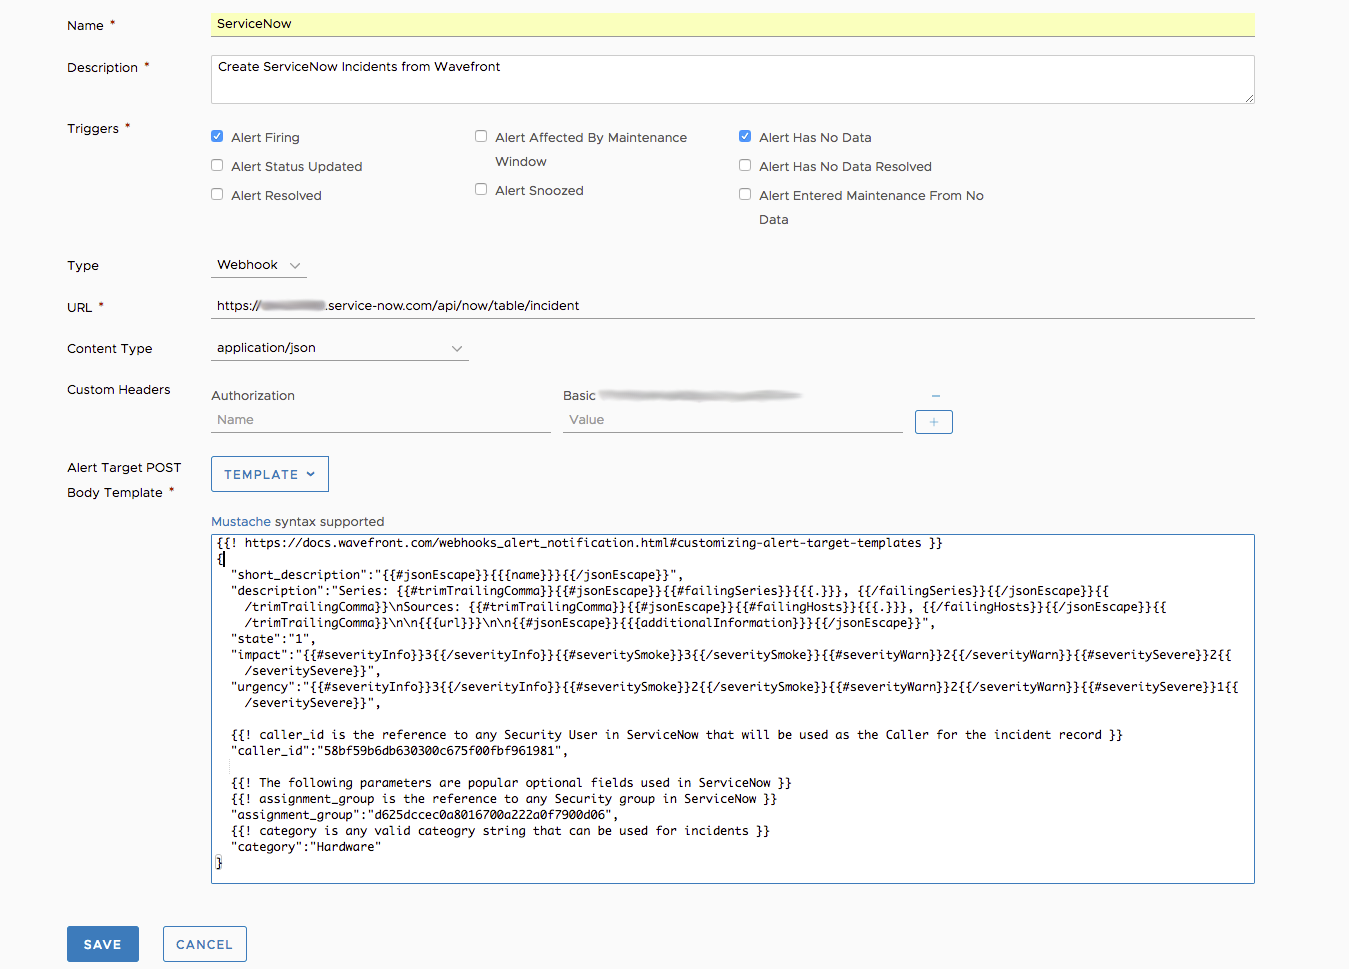 Name *
ServiceNow
Description *
Create ServiceNow Incidents from Wavefront
Triggers *
Alert Firing
Alert Status Updated
Alert Resolved
Alert Affected By Maintenance
Window
Alert Snoozed
Alert Has No Data
Alert Has No Data Resolved
Alert Entered Maintenance From No
Data
Type
Webhook
URL *
https://.service-now.com/api/now/table/incident
Content Type
application/json
Custom Headers
Authorization
Basic
−
Name
Value
+
Alert Target POST
Body Template *
TEMPLATE
Mustache syntax supported
{{! https://docs.wavefront.com/webhooks_alert_notification.html#customizing-alert-target-templates }}
{
"short_description":"{{#jsonEscape}}{{{name}}}{{/jsonEscape}}",
"description":"Series: {{#trimTrailingComma}}{{#jsonEscape}}{{#failingSeries}}{{{.}}}, {{/failingSeries}}{{/jsonEscape}}{{
/trimTrailingComma}}\nSources: {{#trimTrailingComma}}{{#jsonEscape}}{{#failingHosts}}{{{.}}}, {{/failingHosts}}{{/jsonEscape}}{{
/trimTrailingComma}}\n\n{{{url}}}\n\n{{#jsonEscape}}{{{additionalInformation}}}{{/jsonEscape}}",
"state":"1",
"impact":"{{#severityInfo}}3{{/severityInfo}}{{#severitySmoke}}3{{/severitySmoke}}{{#severityWarn}}2{{/severityWarn}}{{#severitySevere}}2{{
/severitySevere}}",
"urgency":"{{#severityInfo}}3{{/severityInfo}}{{#severitySmoke}}2{{/severitySmoke}}{{#severityWarn}}2{{/severityWarn}}{{#severitySevere}}1{{
/severitySevere}}",
{{! caller_id is the reference to any Security User in ServiceNow that will be used as the Caller for the incident record }}
"caller_id":"58bf59b6db630300c675f00fbf961981",
{{! The following parameters are popular optional fields used in ServiceNow }}
{{! assignment_group is the reference to any Security group in ServiceNow }}
"assignment_group":"d625dccec0a8016700a222a0f7900d06",
{{! category is any valid cateogry string that can be used for incidents }}
"category":"Hardware"
}
SAVE
CANCEL